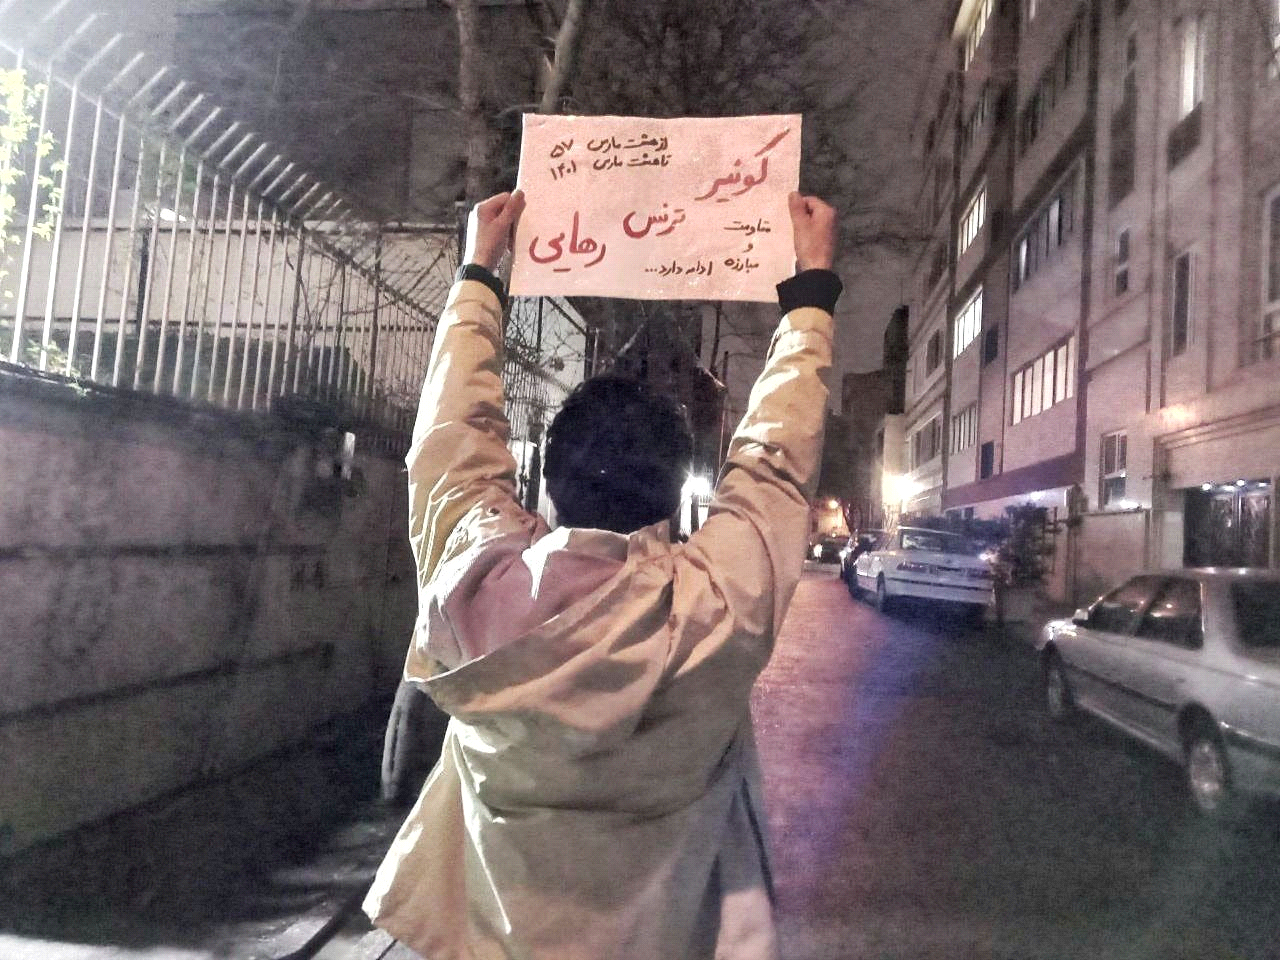 از هشت مارس ۵۷
تا هشت مارس ۱۴۰۱
کوئیر
ترنس
رهایی
مقاومت
و
مبارزه
ادامه دارد...